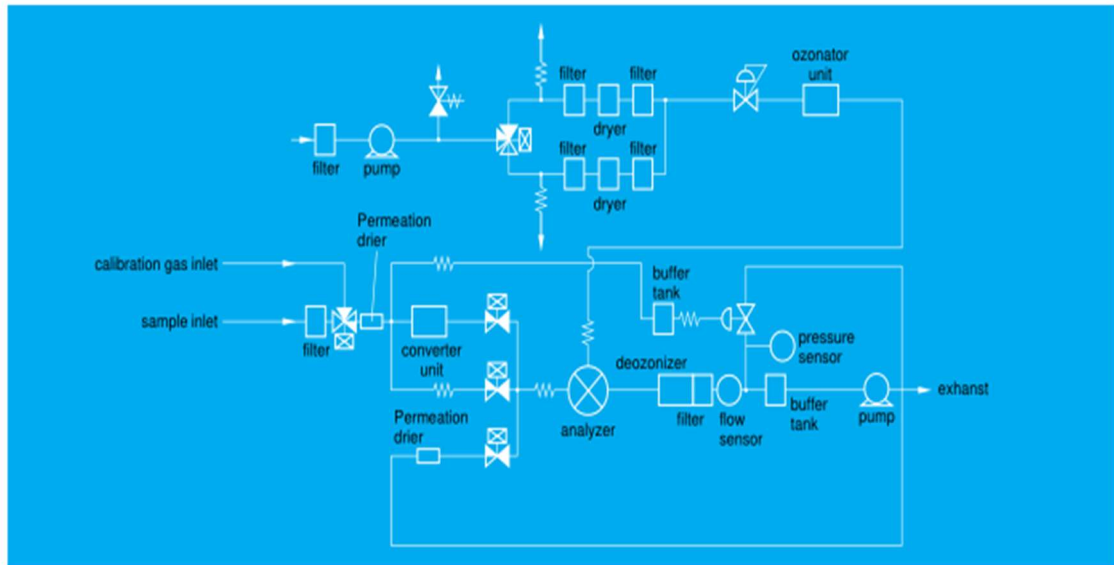 ozonator
unit
filter
filter
dryer
filter
pump
filter
filter
dryer
Permeation
drier
calibration gas inlet
buffer
tank
sample inlet
filter
converter
unit
pressure
sensor
deozonizer
exhanst
Permeation
drier
analyzer
filter
flow
sensor
buffer
tank
pump